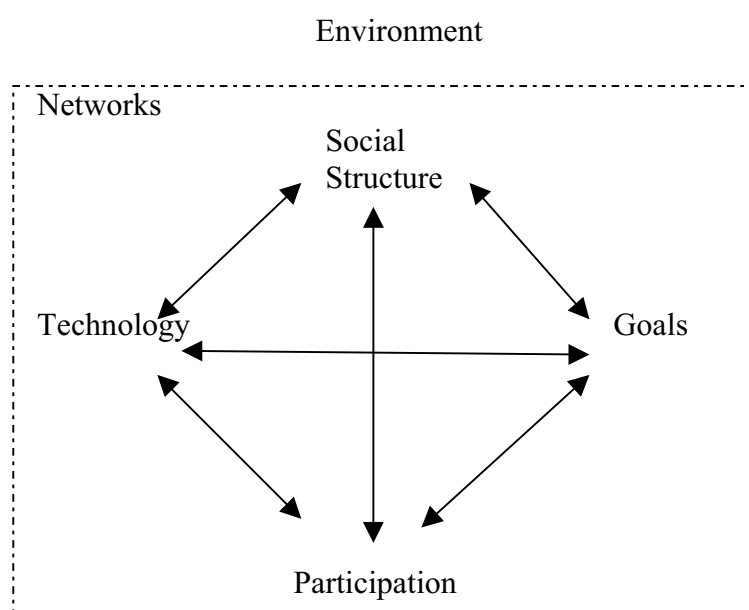 Environment
Networks
Social
Structure
Technology
Goals
Participation